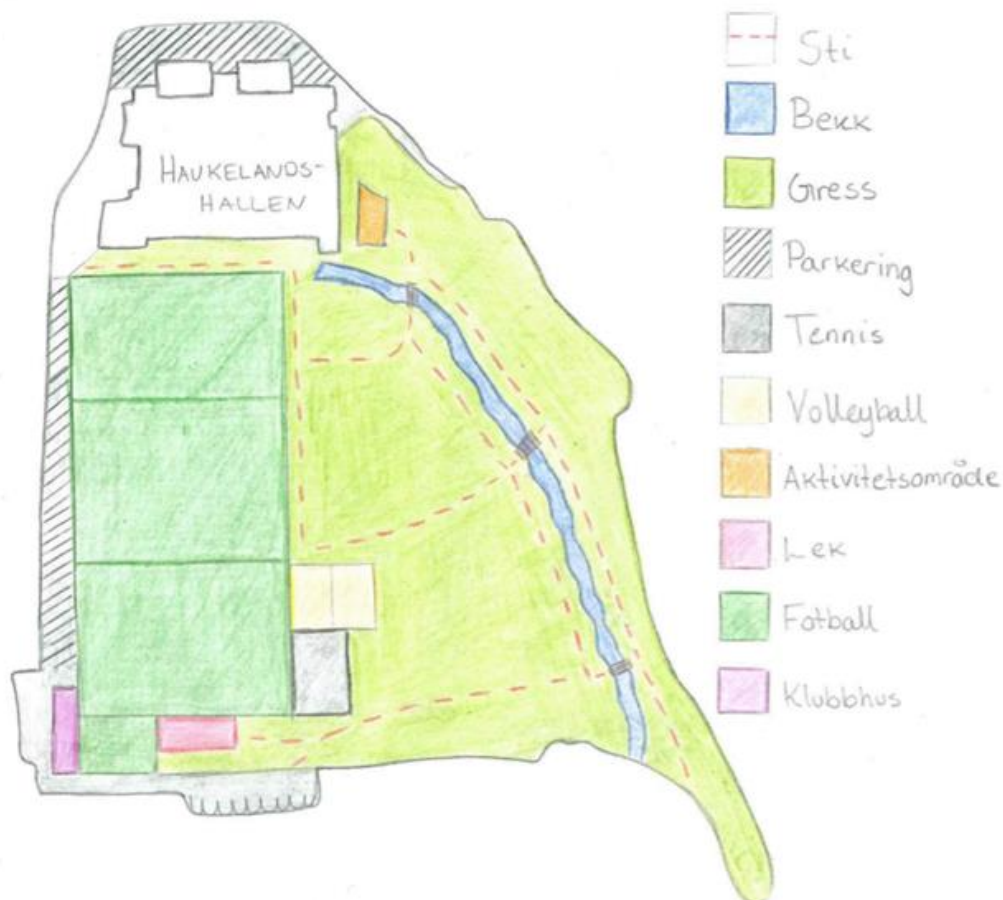 HAUKELANDS-
HALLEN
Sti
Bekk
Gress
Parkering
Tennis
Volleyball
Aktivitetsområde
Lek
Fotball
Klubbhus